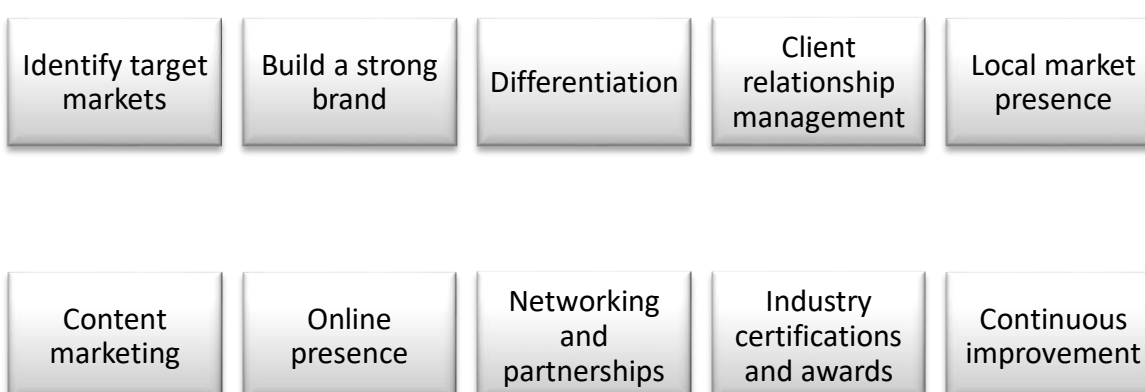 Identify target
markets
Build a strong
brand
Differentiation
Client
relationship
management
Local market
presence
Content
marketing
Online
presence
Networking
and
partnerships
Industry
certifications
and awards
Continuous
improvement